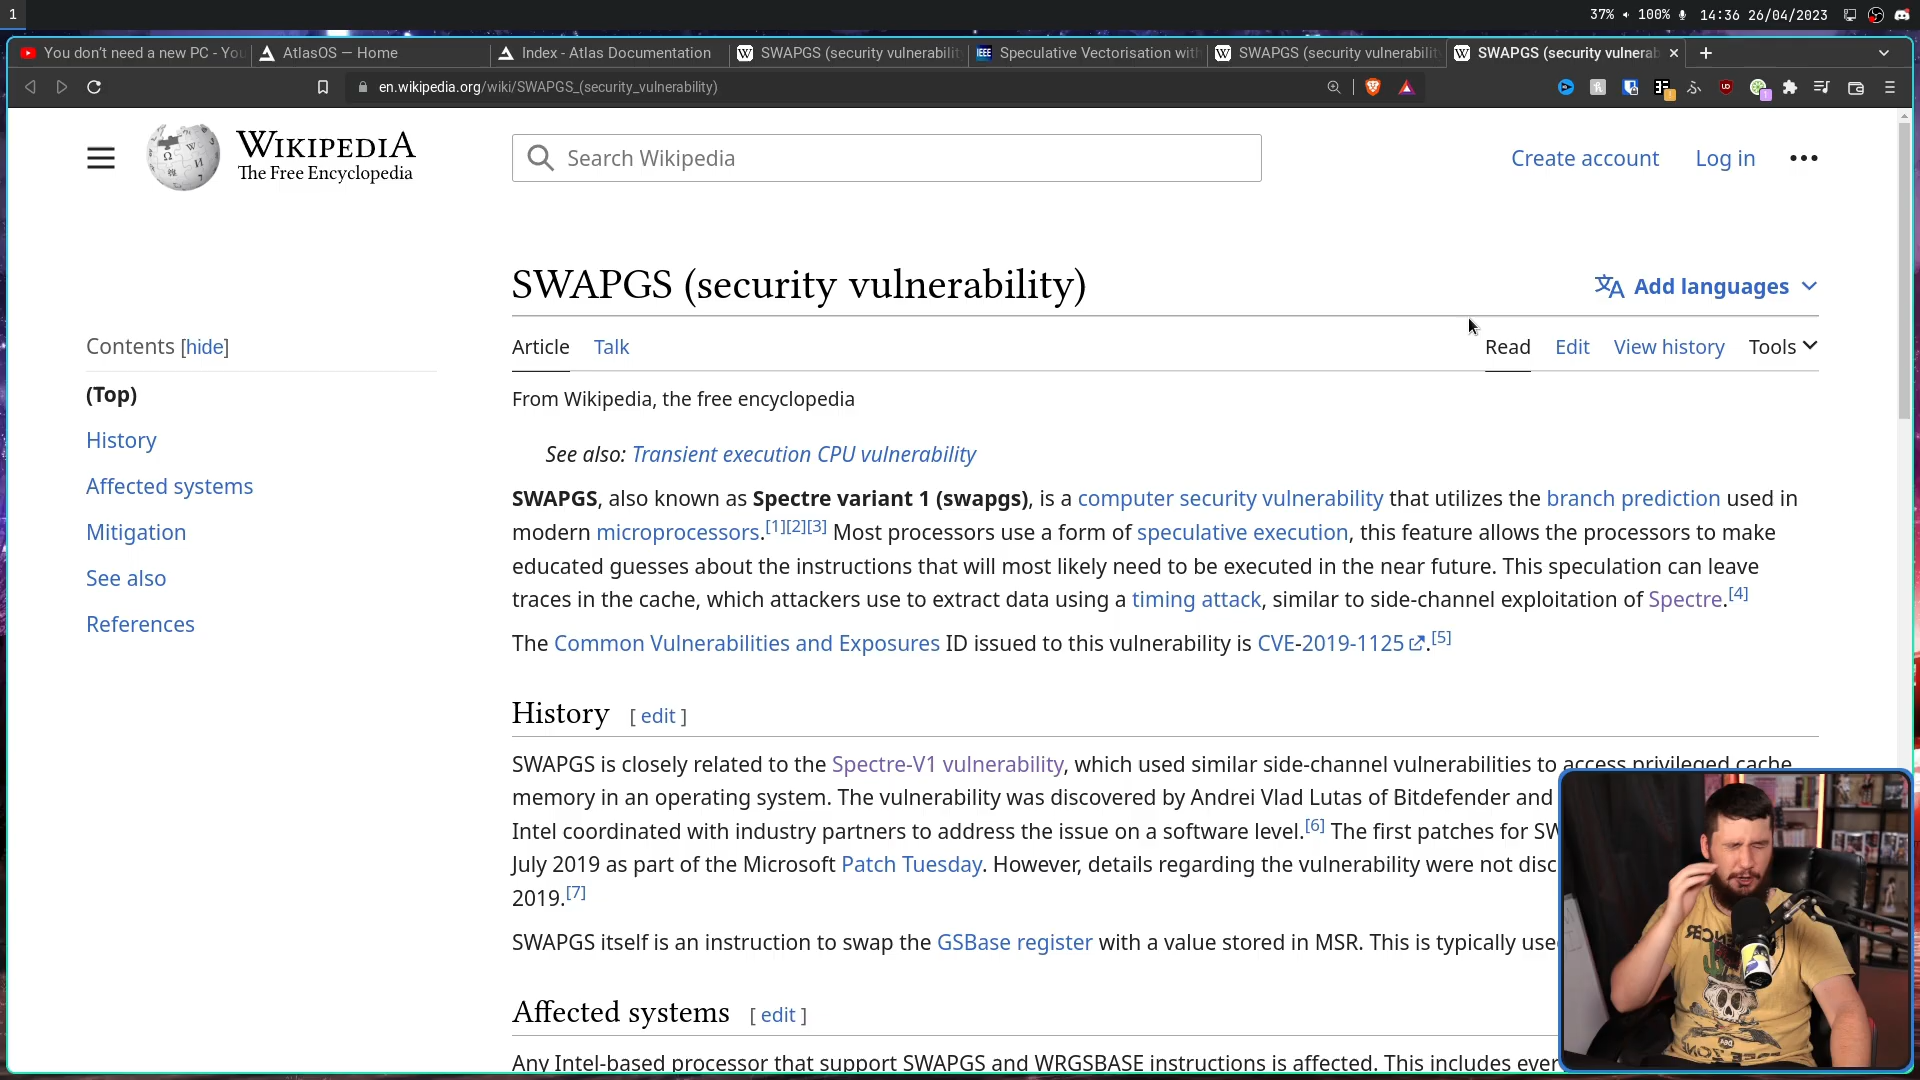 1
37%
100%
14:36 26/04/2023
You don't need a new PC - You
AtlasOS — Home
Index - Atlas Documentation
SWAPGS (security vulnerabilit
IEEE
Speculative Vectorisation with
SWAPGS (security vulnerabilit
SWAPGS (security vulnerab
en.wikipedia.org/wiki/SWAPGS_(security_vulnerability)
WIKIPEDIA
The Free Encyclopedia
Search Wikipedia
Create account
Log in
SWAPGS (security vulnerability)
Add languages
Contents [hide]
(Top)
History
Affected systems
Mitigation
See also
References
Article
Talk
Read
Edit
View history
Tools
From Wikipedia, the free encyclopedia
See also: Transient execution CPU vulnerability
SWAPGS, also known as Spectre variant 1 (swapgs), is a computer security vulnerability that utilizes the branch prediction used in
modern microprocessors.[1][2][3] Most processors use a form of speculative execution, this feature allows the processors to make
educated guesses about the instructions that will most likely need to be executed in the near future. This speculation can leave
traces in the cache, which attackers use to extract data using a timing attack, similar to side-channel exploitation of Spectre.[4]
The Common Vulnerabilities and Exposures ID issued to this vulnerability is CVE-2019-1125.[5]
History [ edit ]
SWAPGS is closely related to the Spectre-V1 vulnerability, which used similar side-channel vulnerabilities to access privileged cache
memory in an operating system. The vulnerability was discovered by Andrei Vlad Lutas of Bitdefender and
Intel coordinated with industry partners to address the issue on a software level.[6] The first patches for SW
July 2019 as part of the Microsoft Patch Tuesday. However, details regarding the vulnerability were not disc
2019.[7]
SWAPGS itself is an instruction to swap the GSBase register with a value stored in MSR. This is typically use
Affected systems [ edit ]
Any Intel-based processor that support SWAPGS and WRGSBASE instructions is affected. This includes ever